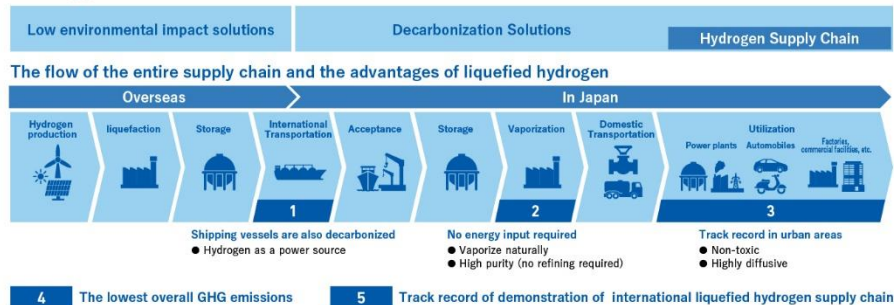 Low environmental impact solutions
Decarbonization Solutions
Hydrogen Supply Chain
The flow of the entire supply chain and the advantages of liquefied hydrogen
Overseas
In Japan
Hydrogen
production
liquefaction
Storage
International
Transportation
Acceptance
Storage
Vaporization
Domestic
Transportation
Utilization
Power plants
Automobiles
Factories,
commercial facilities, etc.
1
2
3
Shipping vessels are also decarbonized
● Hydrogen as a power source
No energy input required
● Vaporize naturally
● High purity (no refining required)
Track record in urban areas
● Non-toxic
● Highly diffusive
4 The lowest overall GHG emissions
5 Track record of demonstration of international liquefied hydrogen supply chain